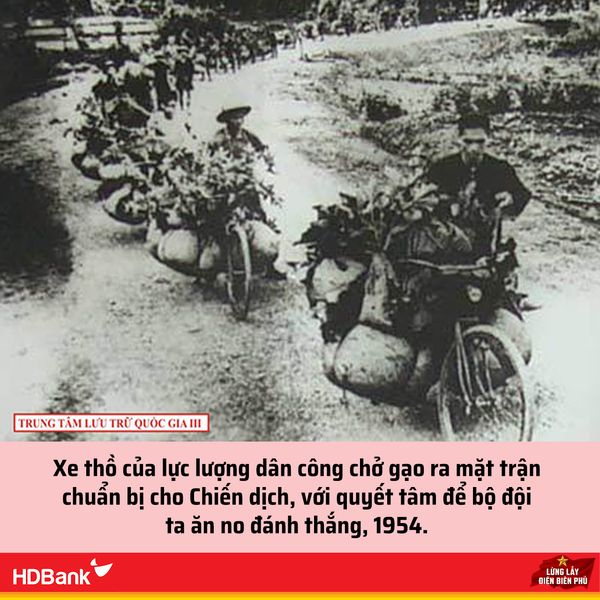 TRUNG TÂM LƯU TRỮ QUỐC GIA III
Xe thồ của lực lượng dân công chở gạo ra mặt trận
chuẩn bị cho Chiến dịch, với quyết tâm để bộ đội
ta ăn no đánh thắng, 1954.
HDBank
LỪNG LẪY
ĐIỆN BIÊN PHỦ